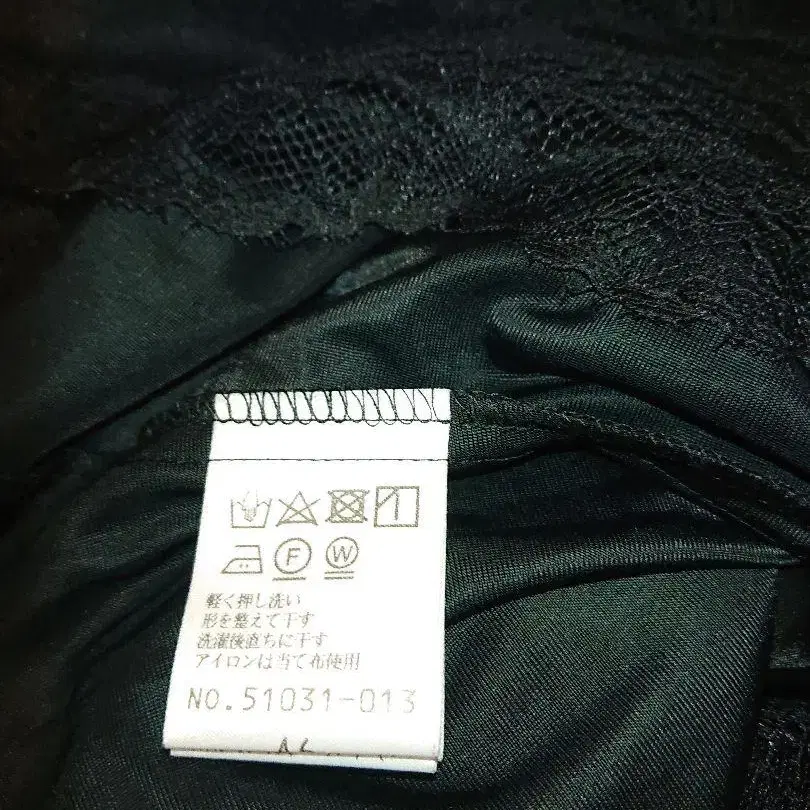 F W
軽く押し洗い
形を整えて干す
洗濯後直ちに干す
アイロンは当て布使用
NO.51031-013